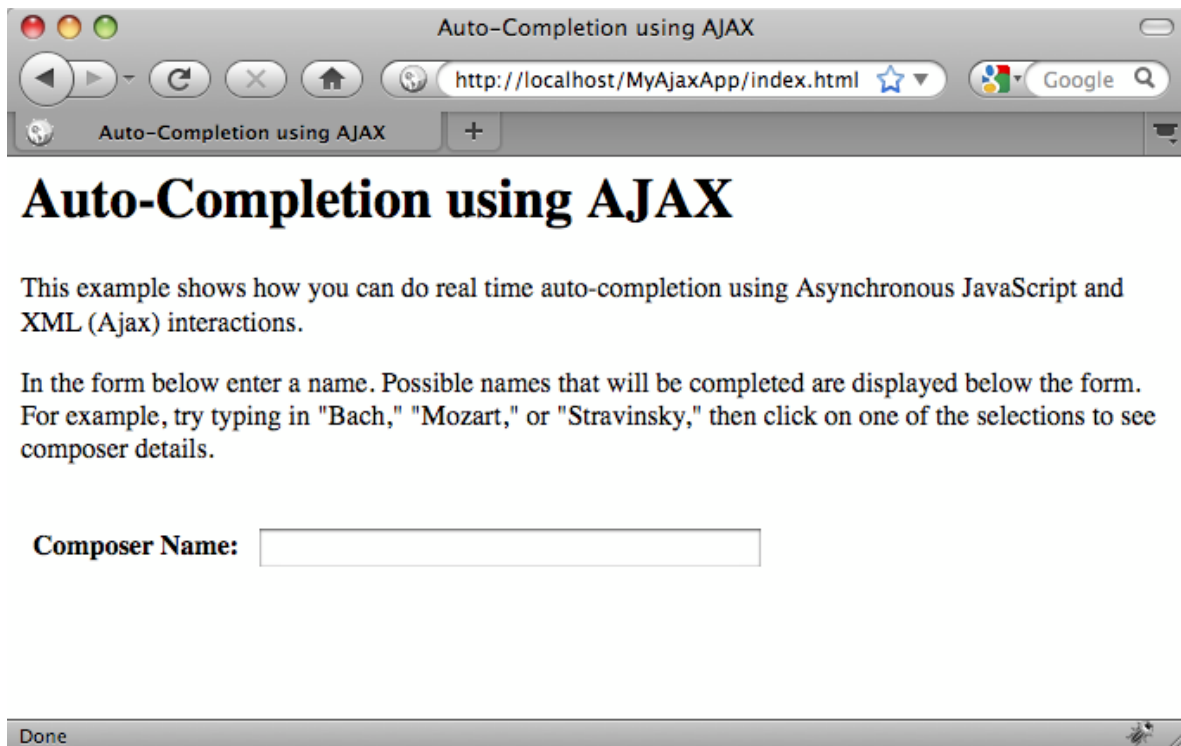 Auto-Completion using AJAX
http://localhost/MyAjaxApp/index.html
Google
Auto-Completion using AJAX
+
Auto-Completion using AJAX
This example shows how you can do real time auto-completion using Asynchronous JavaScript and
XML (Ajax) interactions.
In the form below enter a name. Possible names that will be completed are displayed below the form.
For example, try typing in "Bach," "Mozart," or "Stravinsky," then click on one of the selections to see
composer details.
Composer Name:
Done